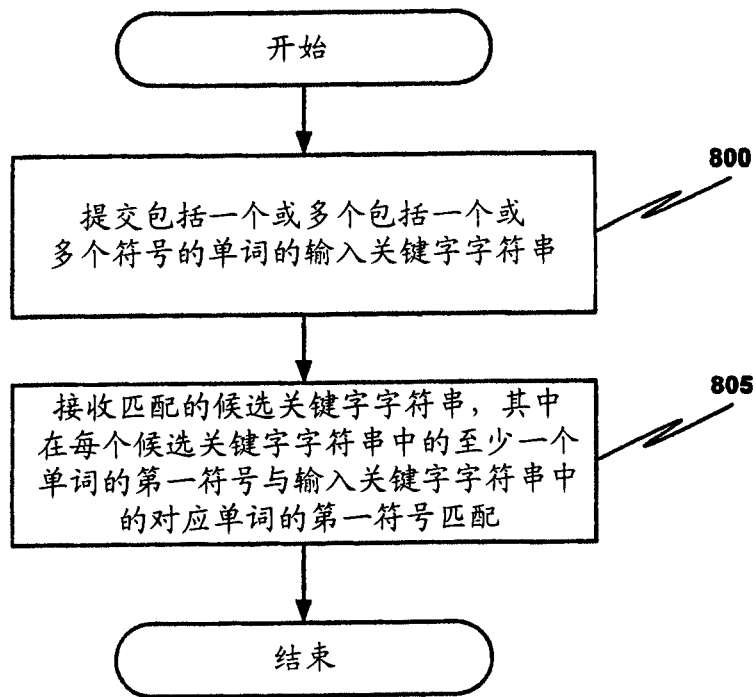 开始
800
提交包括一个或多个包括一个或
多个符号的单词的输入关键字字符串
805
接收匹配的候选关键字字符串，其中
在每个候选关键字字符串中的至少一个
单词的第一符号与输入关键字字符串中
的对应单词的第一符号匹配
结束